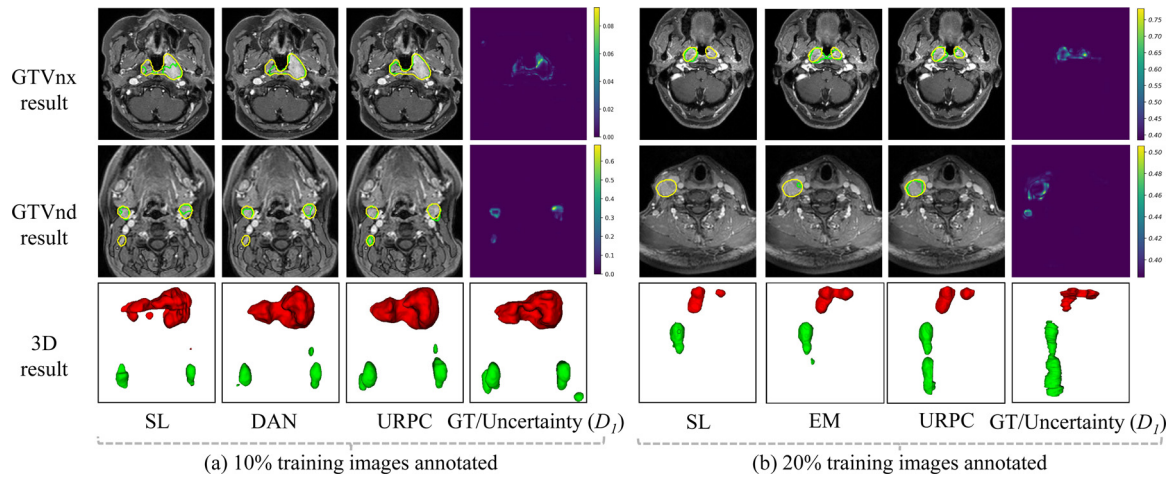 GTVnx
result
0.08
0.06
0.04
0.02
0.00
0.75
0.70
0.65
0.60
0.55
0.50
0.45
0.40
GTVnd
result
0.6
0.5
0.4
0.3
0.2
0.1
0.0
0.50
0.48
0.46
0.44
0.42
0.40
3D
result
SL
DAN
URPC
GT/Uncertainty (D1)
SL
EM
URPC
GT/Uncertainty (D1)
(a) 10% training images annotated
(b) 20% training images annotated